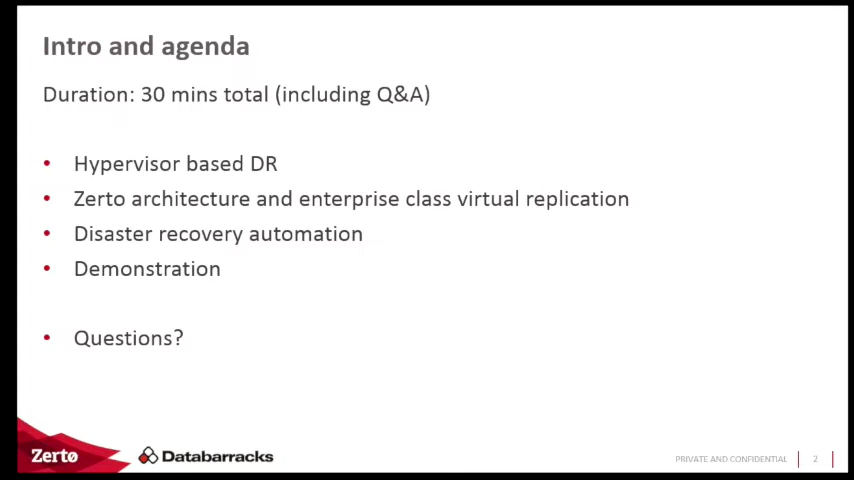 Intro and agenda
Duration: 30 mins total (including Q&A)
• Hypervisor based DR
• Zerto architecture and enterprise class virtual replication
• Disaster recovery automation
• Demonstration
• Questions?
Zertø
Databarracks
PRIVATE AND CONFIDENTIAL | 2 |